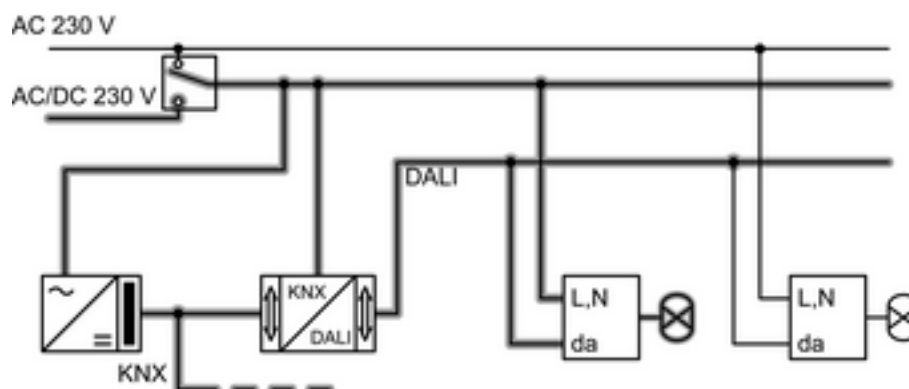 AC 230 V
AC/DC 230 V
DALI
KNX
DALI
L,N
da
L,N
da
KNX